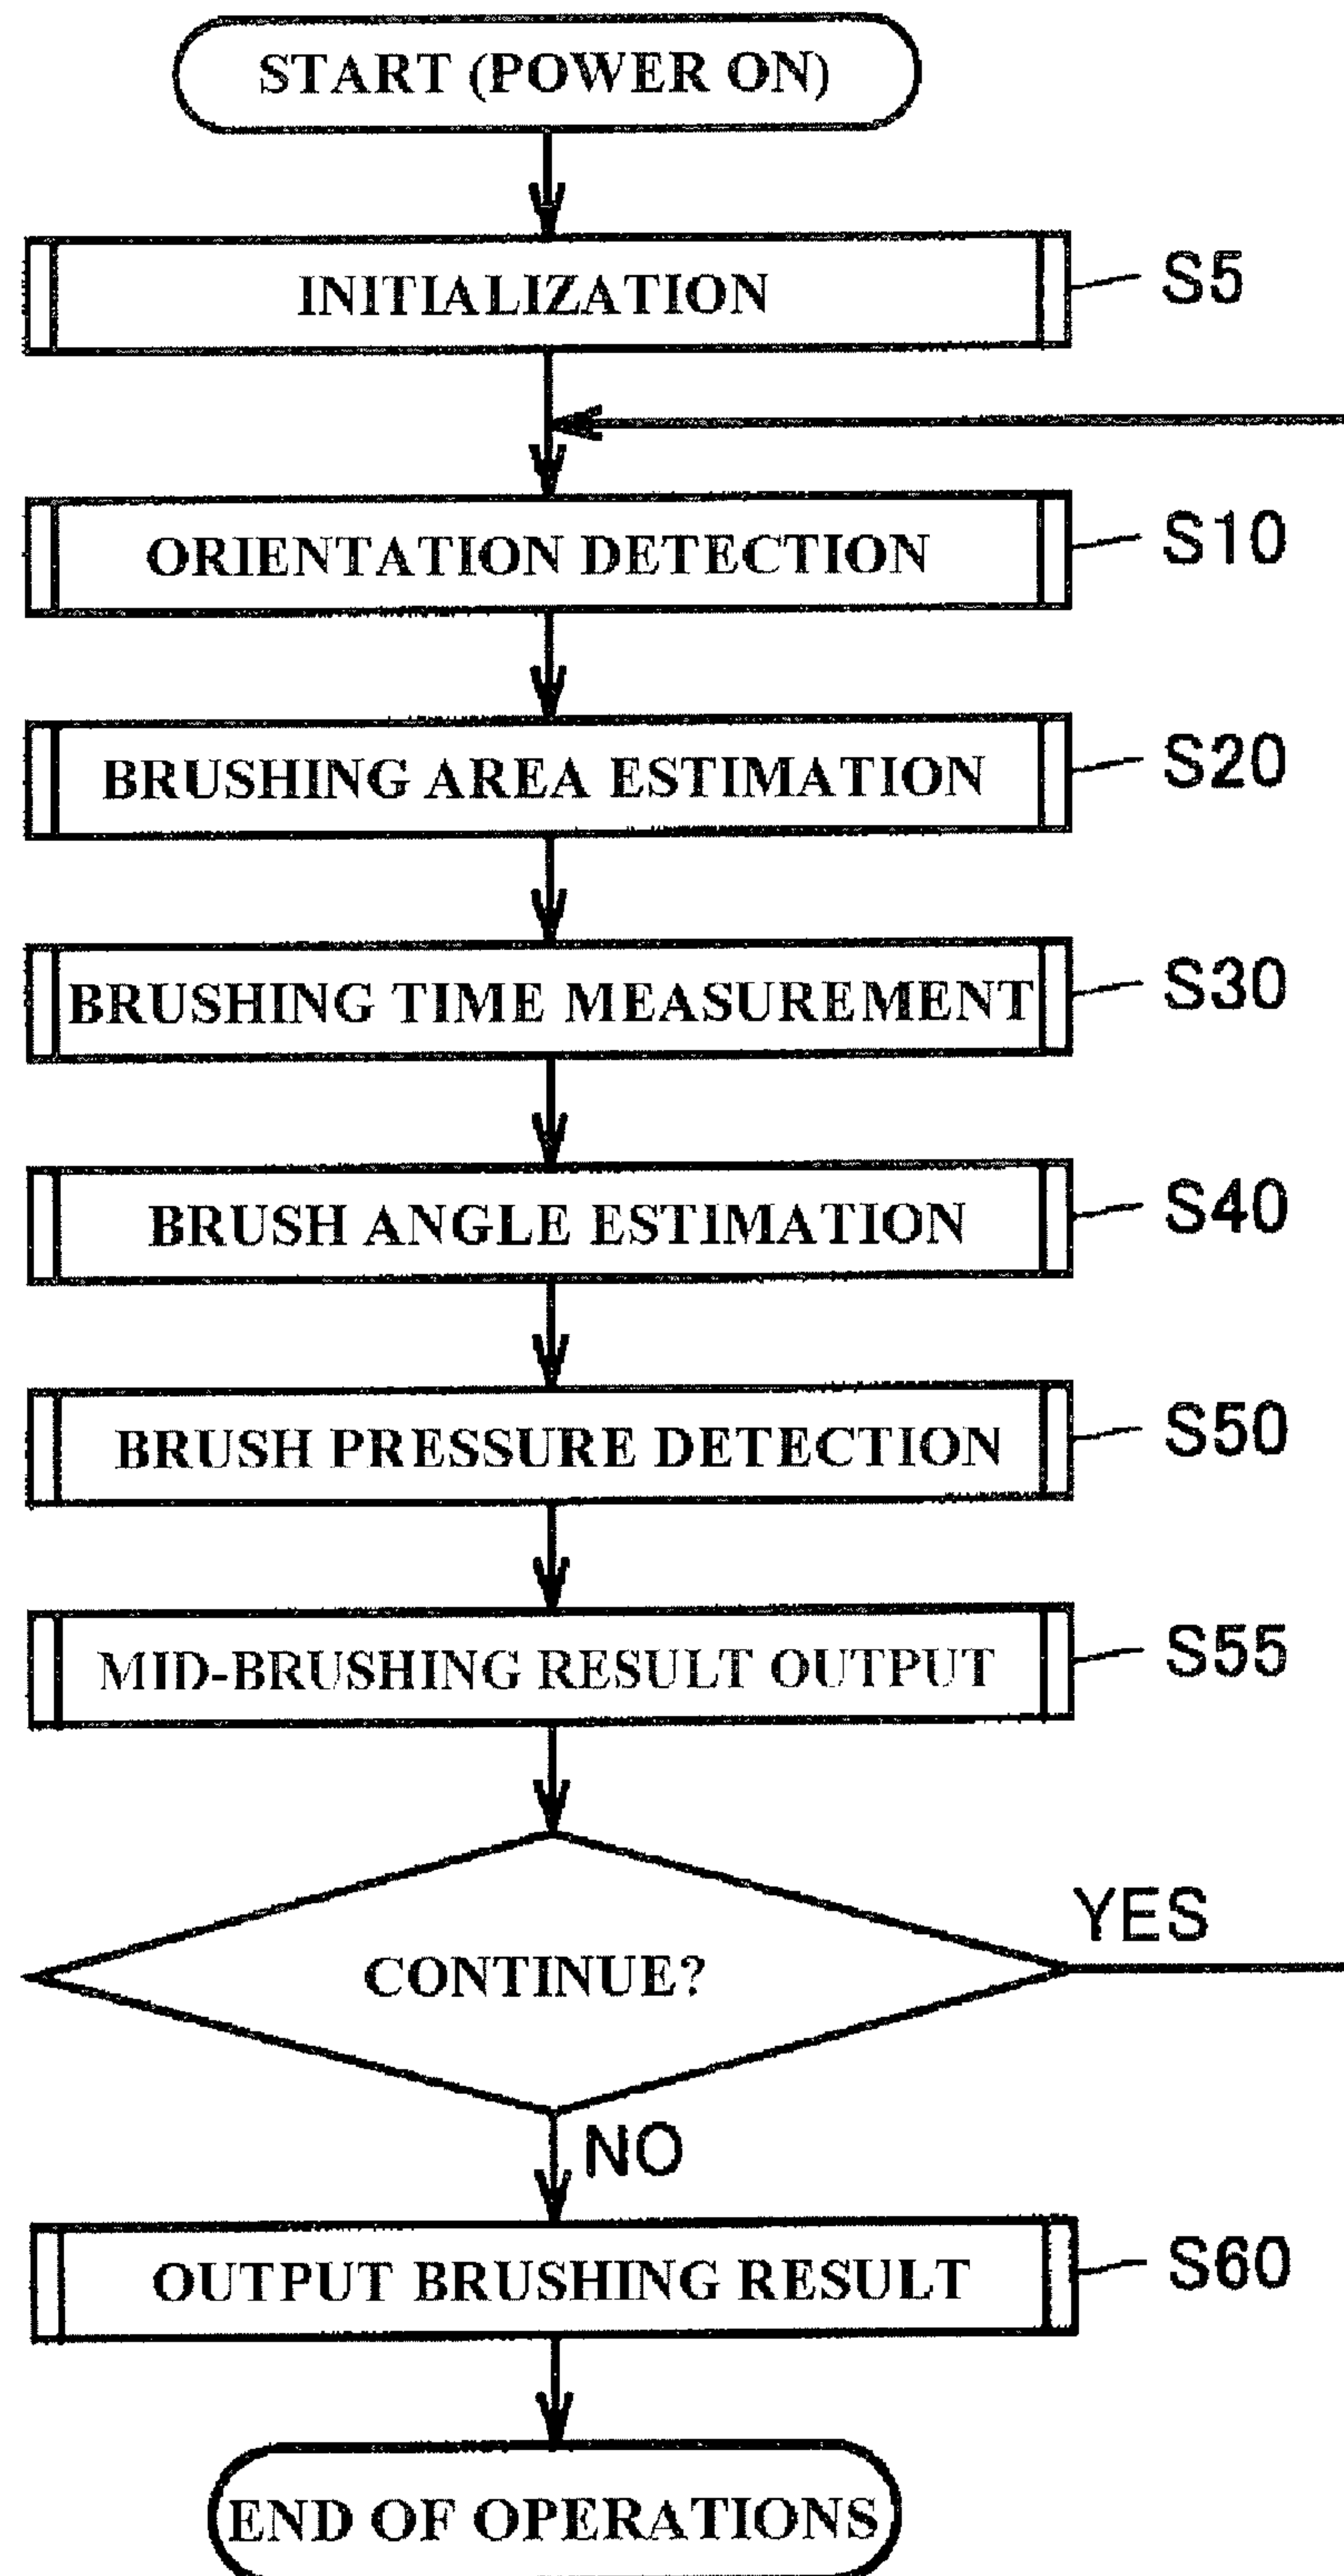 START (POWER ON)
INITIALIZATION
S5
ORIENTATION DETECTION
S10
BRUSHING AREA ESTIMATION
S20
BRUSHING TIME MEASUREMENT
S30
BRUSH ANGLE ESTIMATION
S40
BRUSH PRESSURE DETECTION
S50
MID-BRUSHING RESULT OUTPUT
S55
CONTINUE?
YES
NO
OUTPUT BRUSHING RESULT
S60
END OF OPERATIONS